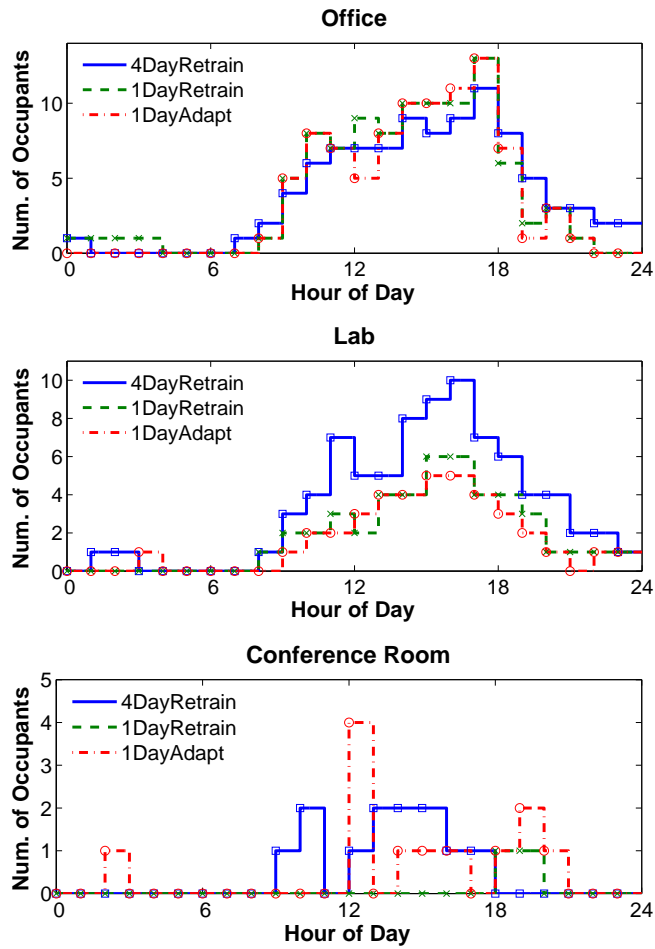 Office
Num. of Occupants
10
5
0
4DayRetrain
1DayRetrain
1DayAdapt
0 6 12 18 24
Hour of Day
Lab
Num. of Occupants
10
8
6
4
2
0
4DayRetrain
1DayRetrain
1DayAdapt
0 6 12 18 24
Hour of Day
Conference Room
Num. of Occupants
5
4
3
2
1
0
4DayRetrain
1DayRetrain
1DayAdapt
0 6 12 18 24
Hour of Day